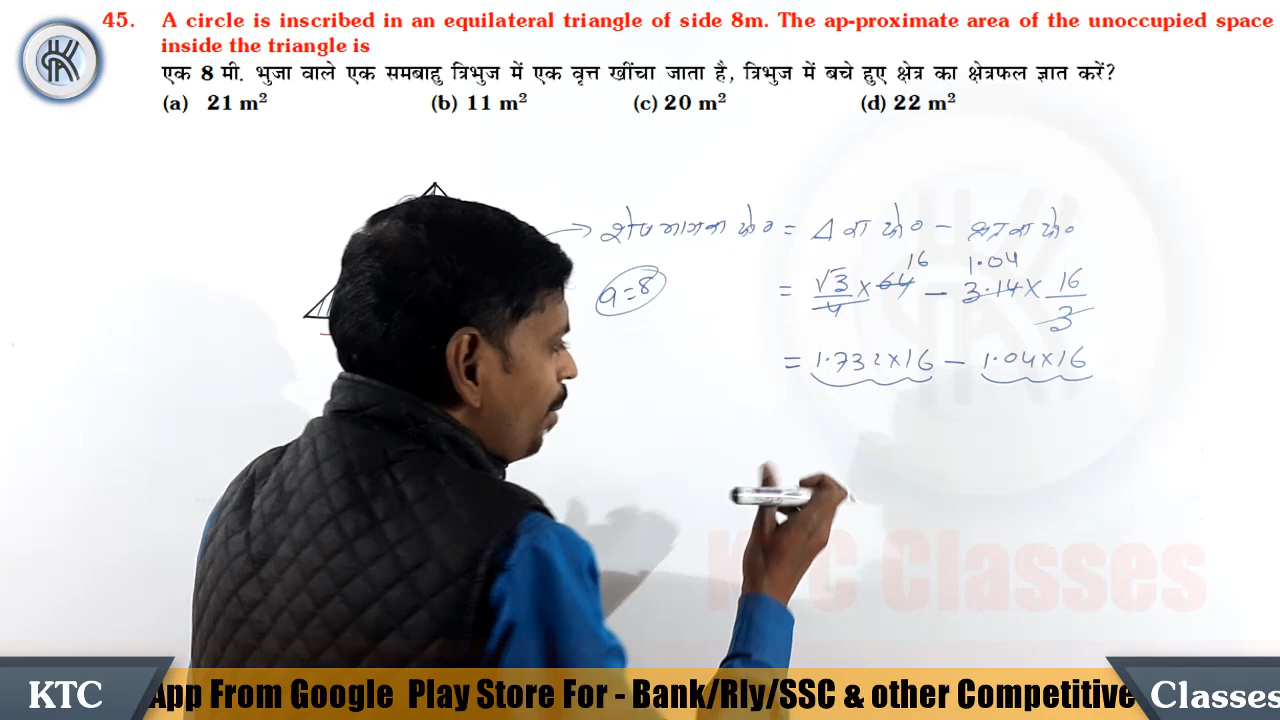 45. A circle is inscribed in an equilateral triangle of side 8m. The ap-proximate area of the unoccupied space
inside the triangle is
एक 8 मी. भुजा वाले एक समबाहु त्रिभुज में एक वृत्त खींचा जाता है, त्रिभुज में बचे हुए क्षेत्र का क्षेत्रफल ज्ञात करें?
(a) 21 m² (b) 11 m² (c) 20 m² (d) 22 m²
= Δ का क्षे० -
a=8
= √3/4 × 64 16 - 3.14 1.04 × 16/3
= 1.732 × 16 - 1.04 × 16
KTC Classes
KTC App From Google Play Store For - Bank/Rly/SSC & other Competitive Classes